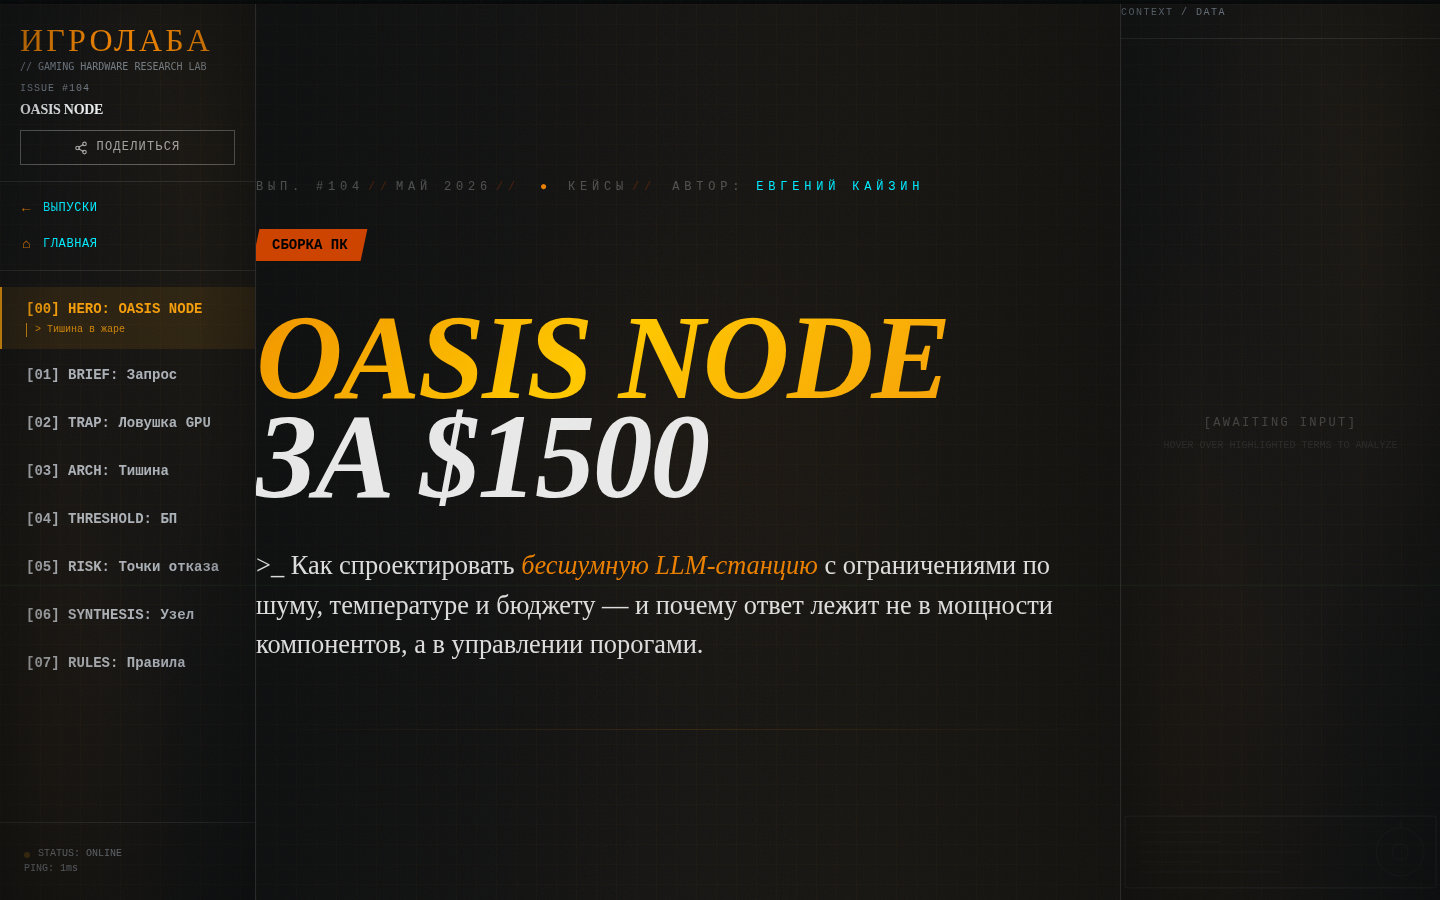 ИГРОЛАБА
// GAMING HARDWARE RESEARCH LAB
ISSUE #104
OASIS NODE
ПОДЕЛИТЬСЯ
← ВЫПУСКИ
⌂ ГЛАВНАЯ
[00] HERO: OASIS NODE
> Тишина в жаре
[01] BRIEF: Запрос
[02] TRAP: Ловушка GPU
[03] ARCH: Тишина
[04] THRESHOLD: БП
[05] RISK: Точки отказа
[06] SYNTHESIS: Узел
[07] RULES: Правила
STATUS: ONLINE
PING: 1ms
ВЫП. #104 // МАЙ 2026 // ● КЕЙСЫ // АВТОР: ЕВГЕНИЙ КАЙЗИН
СБОРКА ПК
OASIS NODE
ЗА $1500
>_ Как спроектировать бесшумную LLM-станцию с ограничениями по
шуму, температуре и бюджету — и почему ответ лежит не в мощности
компонентов, а в управлении порогами.
CONTEXT / DATA
[AWAITING INPUT]
HOVER OVER HIGHLIGHTED TERMS TO ANALYZE